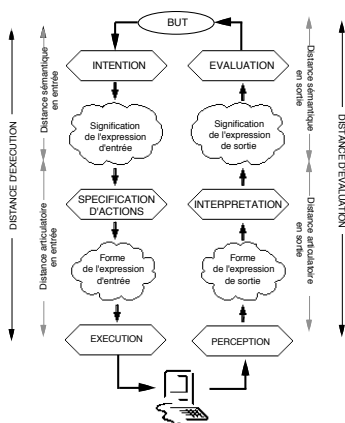 BUT
INTENTION
EVALUATION
Signification
de l'expression
d'entrée
Signification
de l'expression
de sortie
SPECIFICATION
D'ACTIONS
INTERPRETATION
Forme
de l'expression
d'entrée
Forme
de l'expression
de sortie
EXECUTION
PERCEPTION
DISTANCE D'EXECUTION
Distance sémantique
en entrée
Distance articulatoire
en entrée
Distance sémantique
en sortie
Distance articulatoire
en sortie
DISTANCE D'EVALUATION